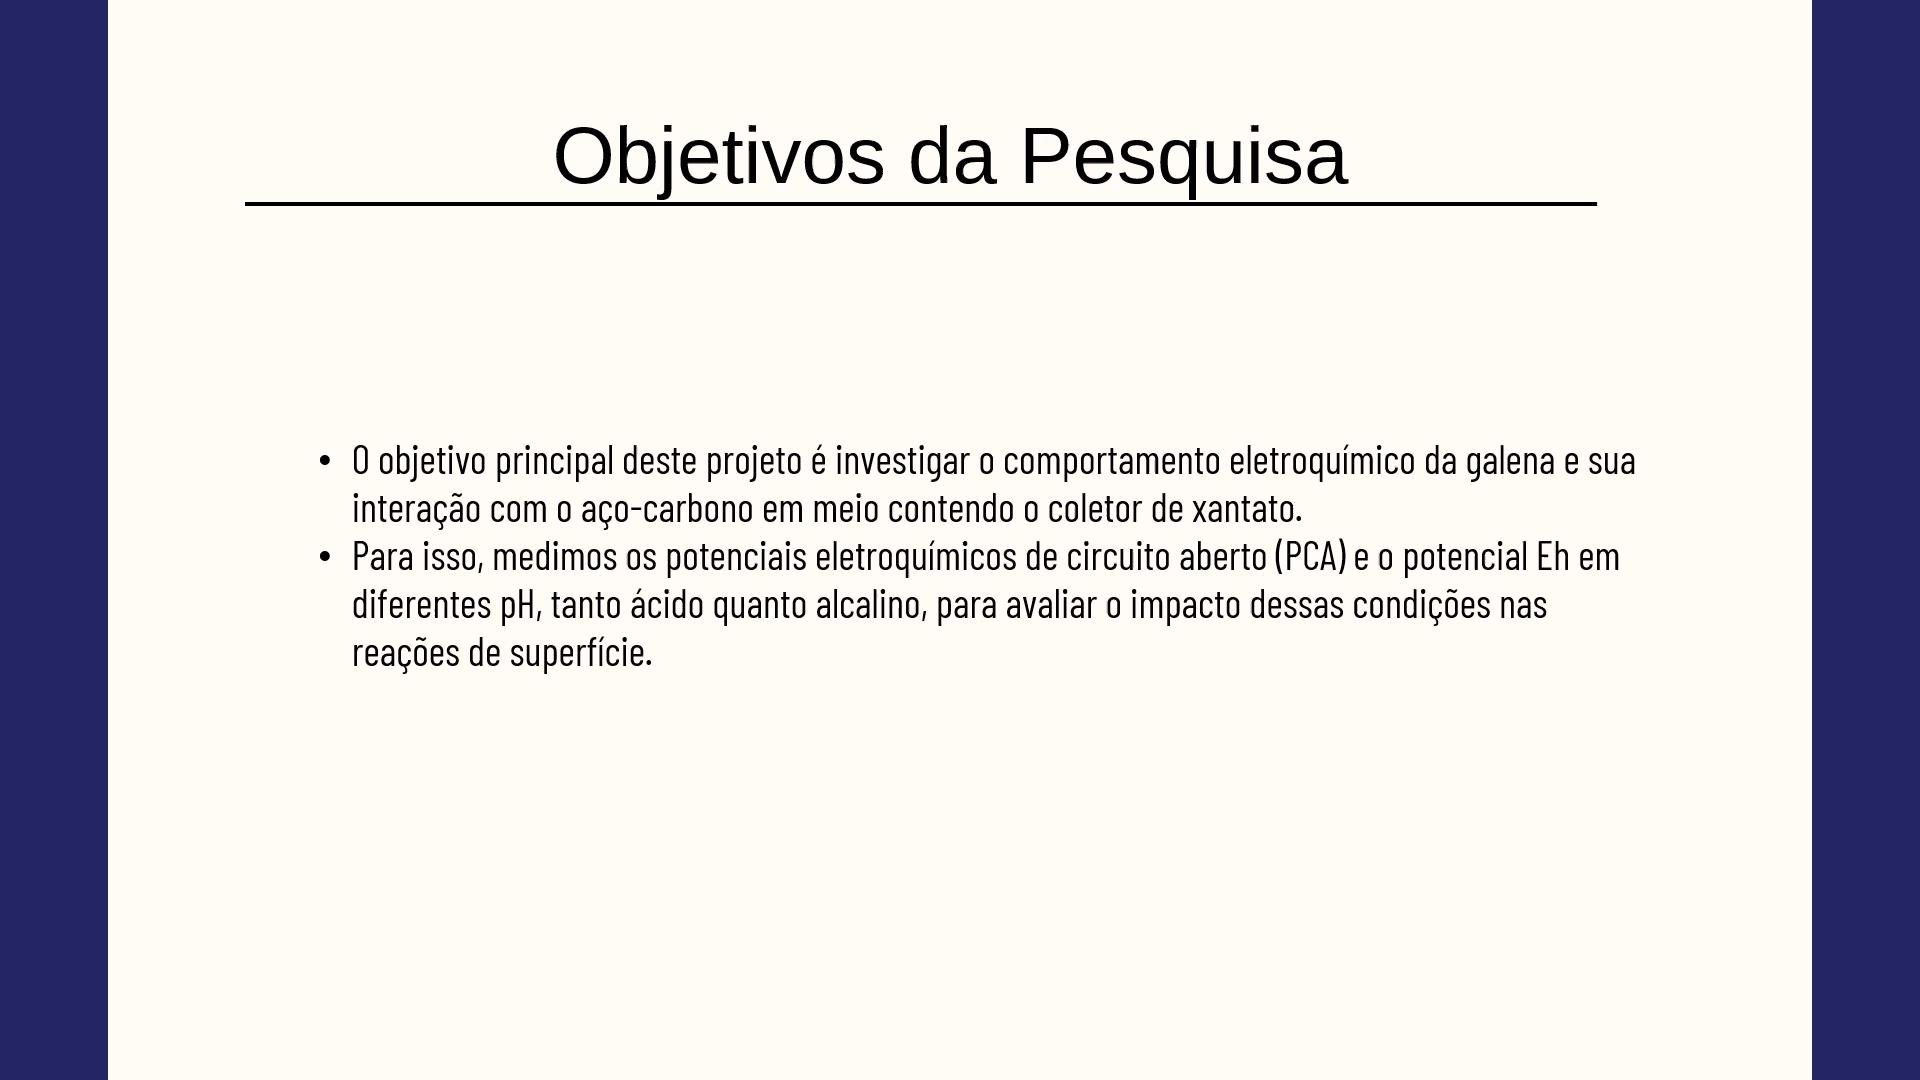 Objetivos da Pesquisa
• O objetivo principal deste projeto é investigar o comportamento eletroquímico da galena e sua
interação com o aço-carbono em meio contendo o coletor de xantato.
• Para isso, medimos os potenciais eletroquímicos de circuito aberto (PCA) e o potencial Eh em
diferentes pH, tanto ácido quanto alcalino, para avaliar o impacto dessas condições nas
reações de superfície.